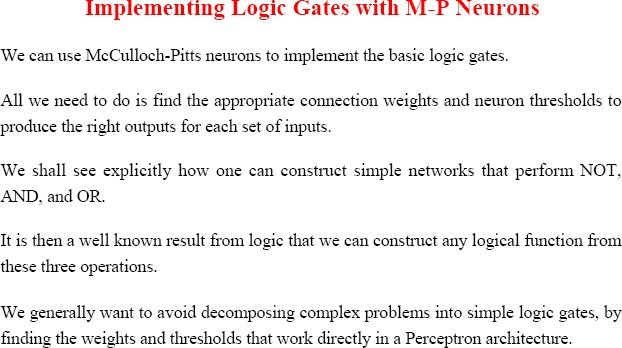 Implementing Logic Gates with M-P Neurons
We can use McCulloch-Pitts neurons to implement the basic logic gates.
All we need to do is find the appropriate connection weights and neuron thresholds to
produce the right outputs for each set of inputs.
We shall see explicitly how one can construct simple networks that perform NOT,
AND, and OR.
It is then a well known result from logic that we can construct any logical function from
these three operations.
We generally want to avoid decomposing complex problems into simple logic gates, by
finding the weights and thresholds that work directly in a Perceptron architecture.